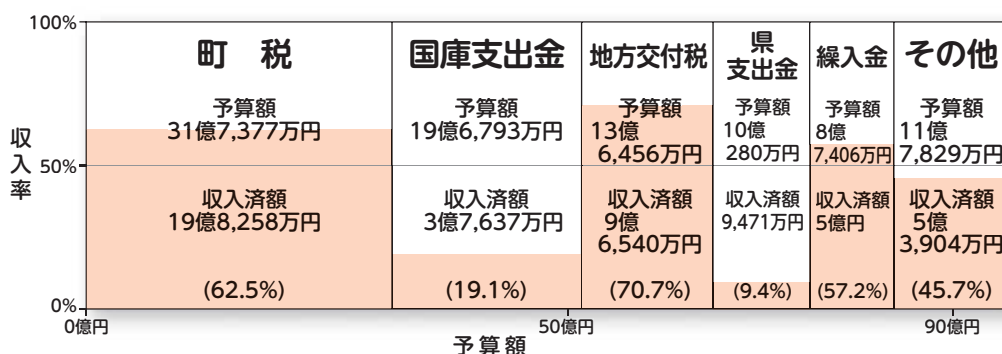 100%
50%
0%
収入率
町 税
予算額
31億7,377万円
収入済額
19億8,258万円
(62.5%)
国庫支出金
予算額
19億6,793万円
収入済額
3億7,637万円
(19.1%)
地方交付税
予算額
13億
6,456万円
収入済額
9億
6,540万円
(70.7%)
県
支出金
予算額
10億
280万円
収入済額
9,471万円
(9.4%)
繰入金
予算額
8億
7,406万円
収入済額
5億円
(57.2%)
その他
予算額
11億
7,829万円
収入済額
5億
3,904万円
(45.7%)
0億円
50億円
90億円
予算額